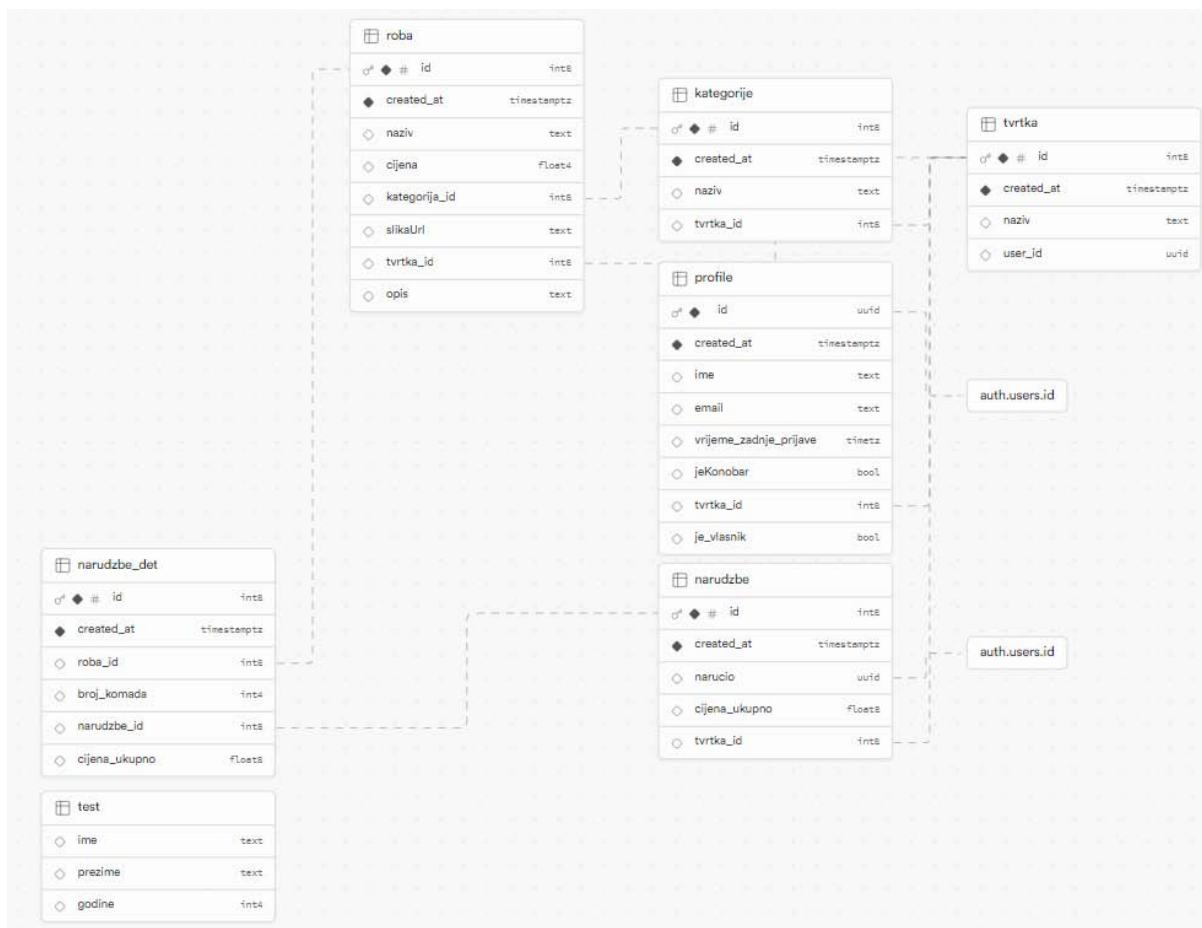 roba
# id int8
created_at timestamptz
naziv text
cijena float4
kategorija_id int8
slikaUrl text
tvrtka_id int8
opis text
kategorije
# id int8
created_at timestamptz
naziv text
tvrtka_id int8
tvrtka
# id int8
created_at timestamptz
naziv text
user_id uuid
profile
id uuid
created_at timestamptz
ime text
email text
vrijeme_zadnje_prijave timetz
jeKonobar bool
tvrtka_id int8
je_vlasnik bool
auth.users.id
narudzbe_det
# id int8
created_at timestamptz
roba_id int8
broj_komada int4
narudzbe_id int8
cijena_ukupno float8
narudzbe
# id int8
created_at timestamptz
narucio uuid
cijena_ukupno float8
tvrtka_id int8
auth.users.id
test
ime text
prezime text
godine int4